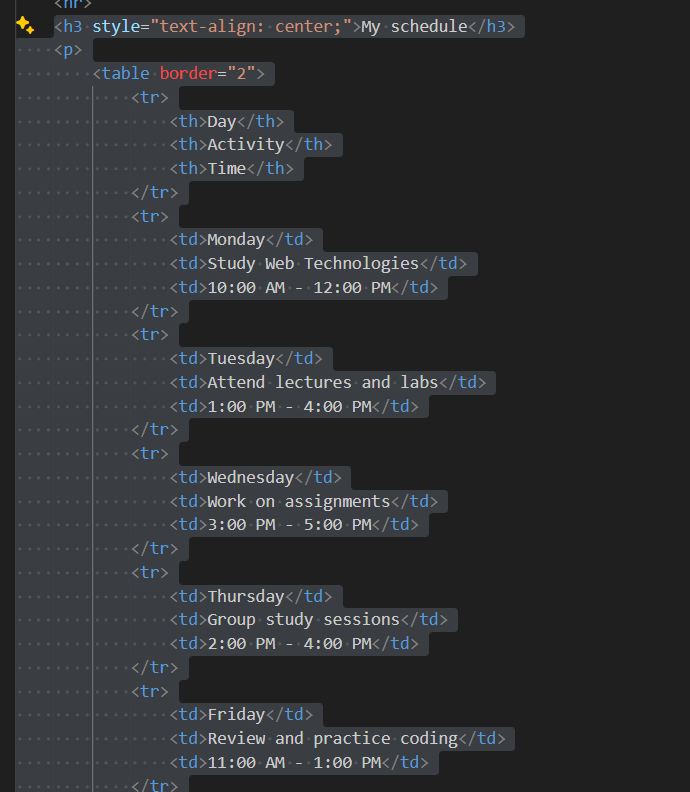 <hr>
<h3 style="text-align: center;">My schedule</h3>
<p>
<table border="2">
<tr>
<th>Day</th>
<th>Activity</th>
<th>Time</th>
</tr>
<tr>
<td>Monday</td>
<td>Study Web Technologies</td>
<td>10:00 AM - 12:00 PM</td>
</tr>
<tr>
<td>Tuesday</td>
<td>Attend lectures and labs</td>
<td>1:00 PM - 4:00 PM</td>
</tr>
<tr>
<td>Wednesday</td>
<td>Work on assignments</td>
<td>3:00 PM - 5:00 PM</td>
</tr>
<tr>
<td>Thursday</td>
<td>Group study sessions</td>
<td>2:00 PM - 4:00 PM</td>
</tr>
<tr>
<td>Friday</td>
<td>Review and practice coding</td>
<td>11:00 AM - 1:00 PM</td>
</tr>